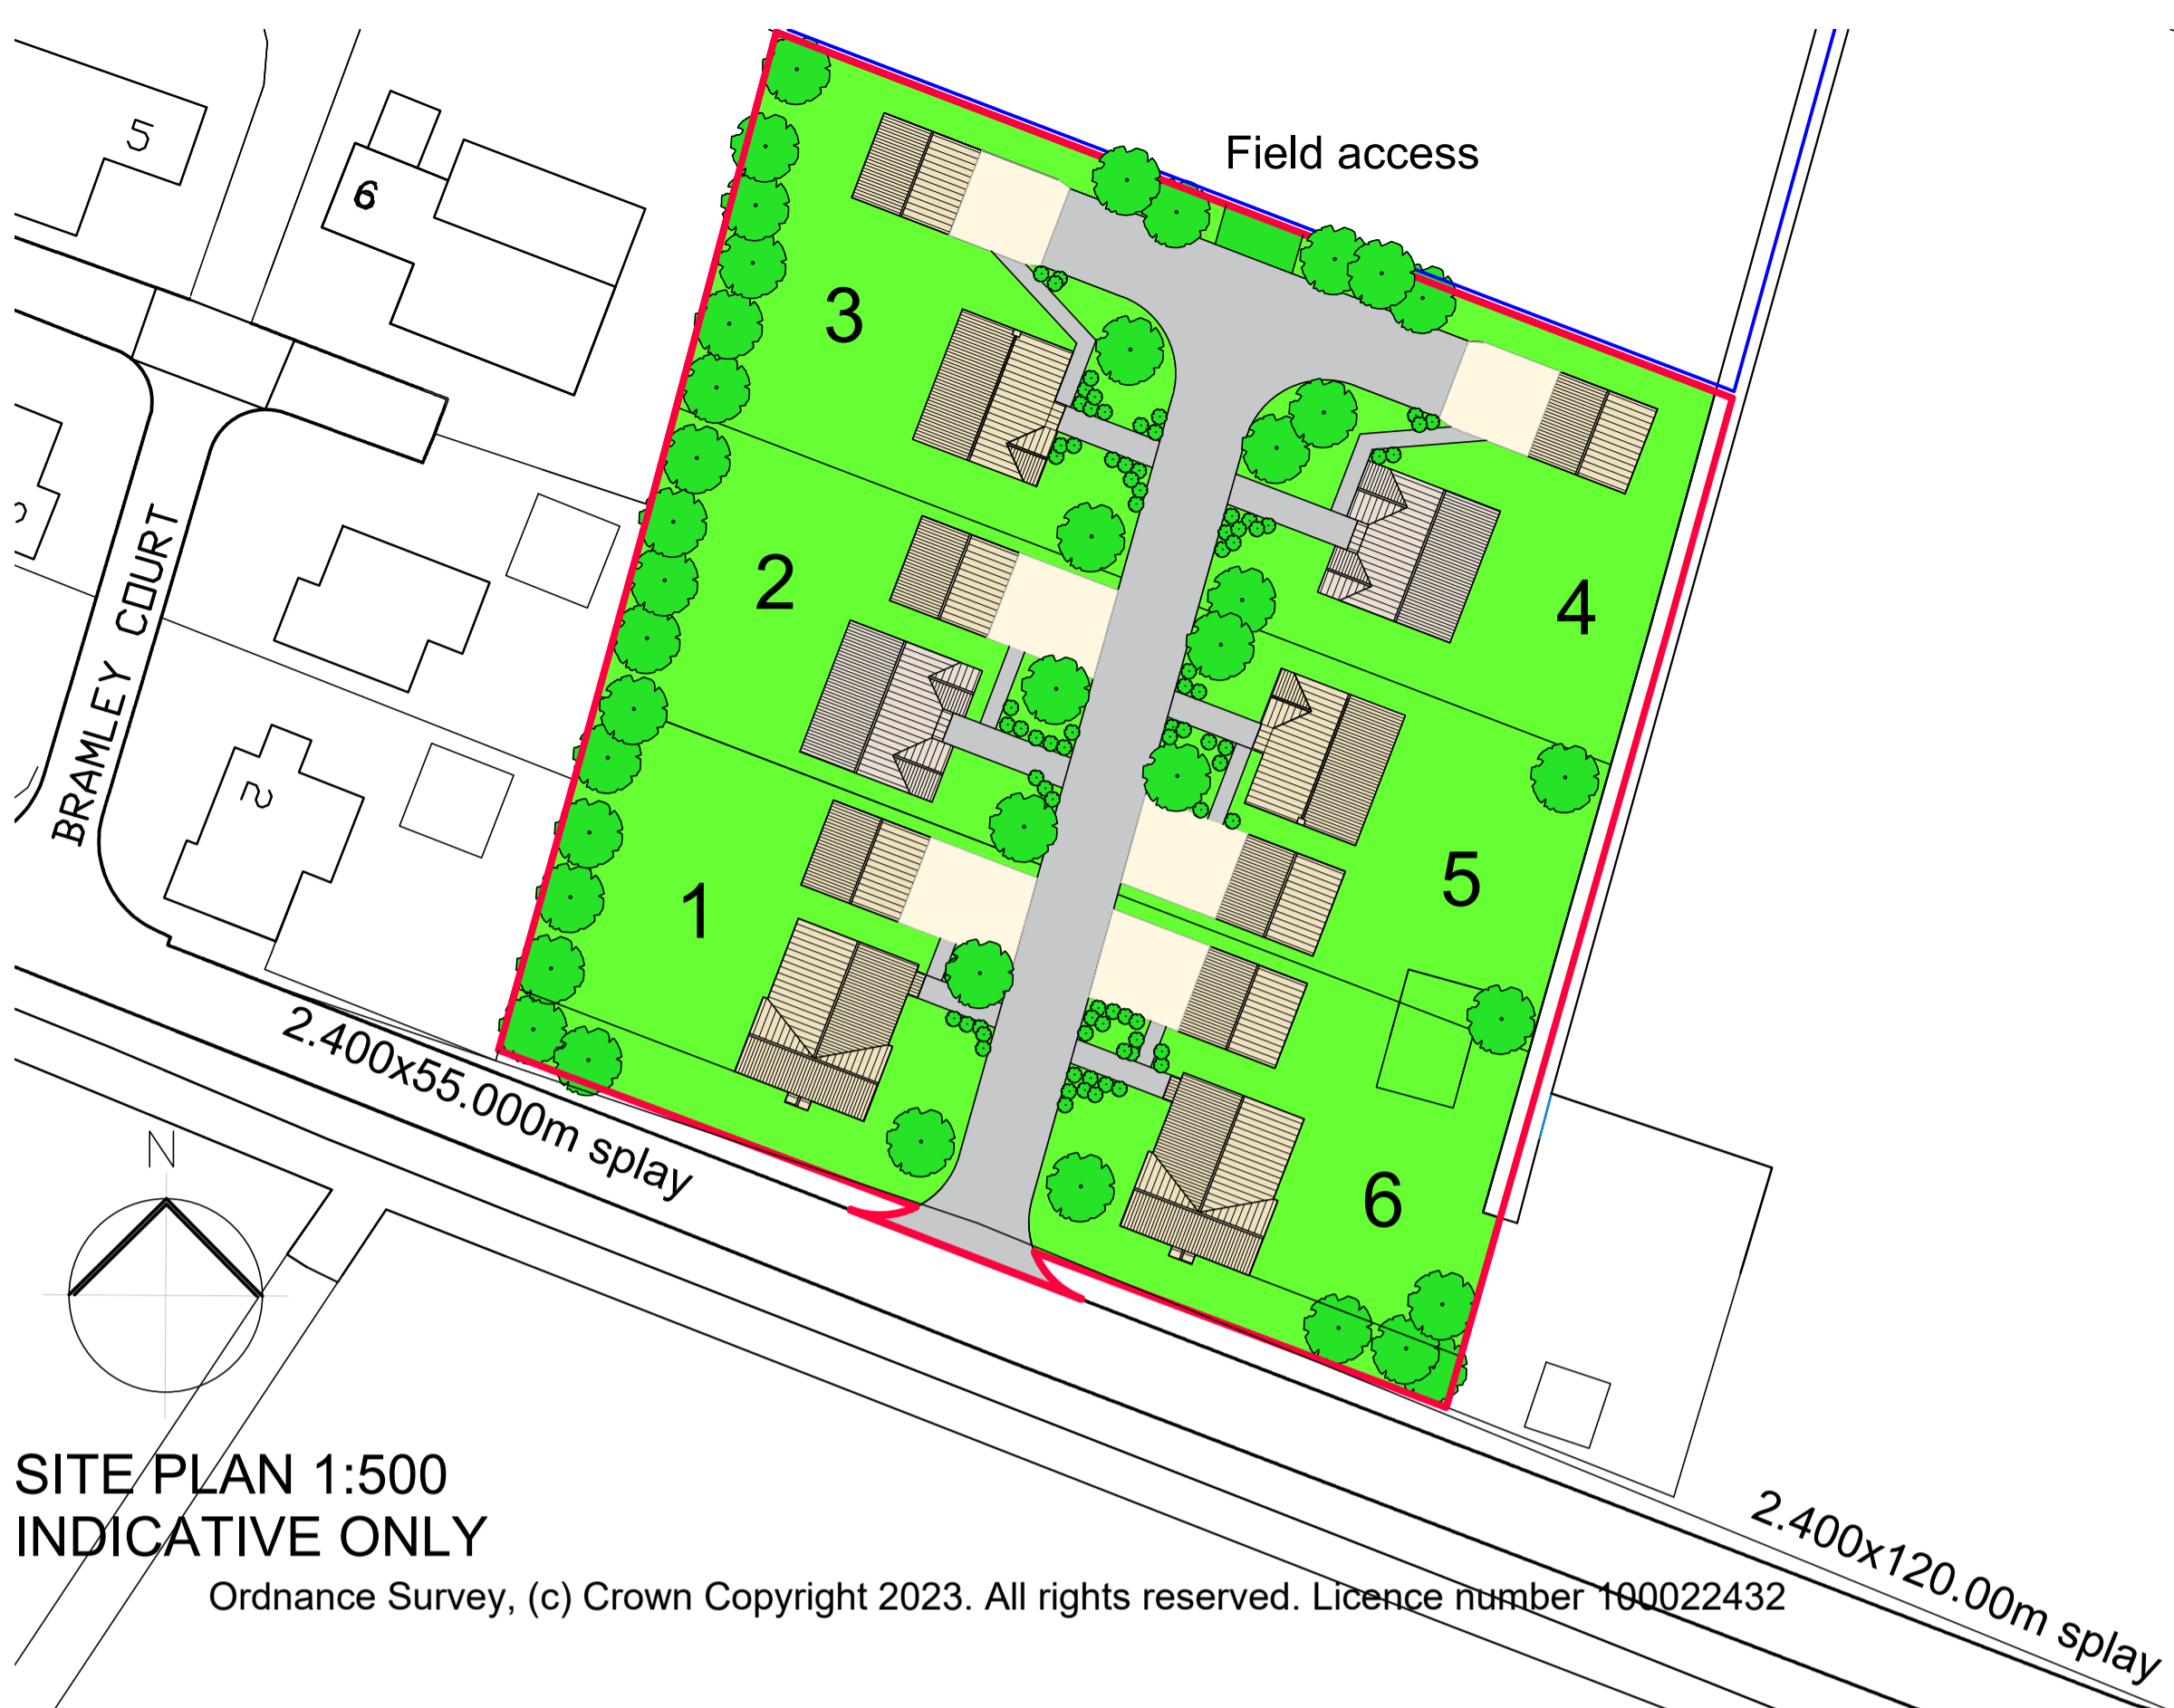 5
6
Field access
3
2
4
BRAMLEY COURT
2
1
5
2.400x55.000m splay
N
6
SITE PLAN 1:500
INDICATIVE ONLY
2.400x120.00m splay
Ordnance Survey, (c) Crown Copyright 2023. All rights reserved. Licence number 100022432